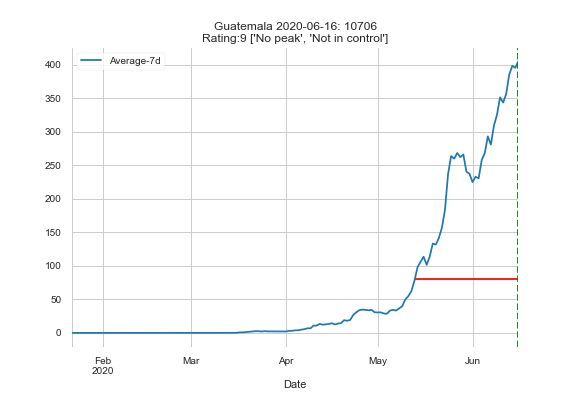 Guatemala 2020-06-16: 10706
Rating:9 ['No peak', 'Not in control']
Average-7d
400
350
300
250
200
150
100
50
0
Feb
2020
Mar
Apr
May
Jun
Date